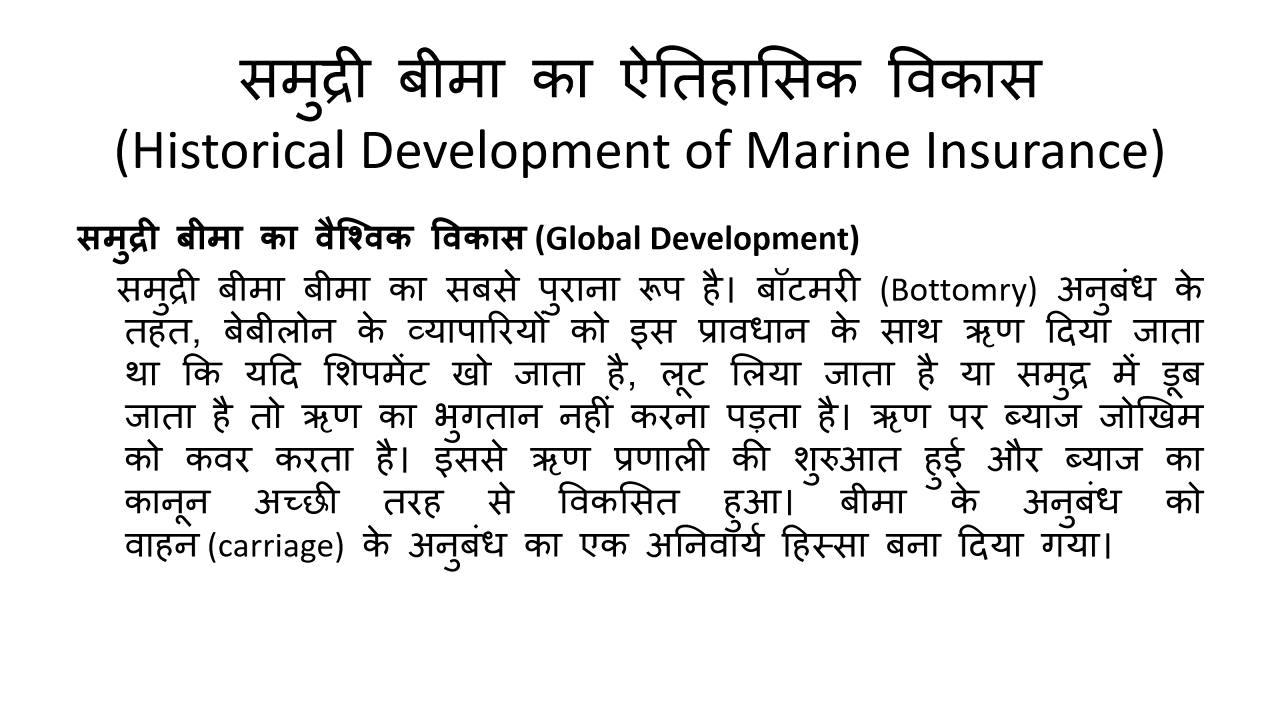 समुद्री बीमा का ऐतिहासिक विकास
(Historical Development of Marine Insurance)
समुद्री बीमा का वैश्विक विकास (Global Development)
समुद्री बीमा बीमा का सबसे पुराना रूप है। बॉटमरी (Bottomry) अनुबंध के
तहत, बेबीलोन के व्यापारियों को इस प्रावधान के साथ ऋण दिया जाता
था कि यदि शिपमेंट खो जाता है, लूट लिया जाता है या समुद्र में डूब
जाता है तो ऋण का भुगतान नहीं करना पड़ता है। ऋण पर ब्याज जोखिम
को कवर करता है। इससे ऋण प्रणाली की शुरुआत हुई और ब्याज का
कानून अच्छी तरह से विकसित हुआ। बीमा के अनुबंध को
वाहन (carriage) के अनुबंध का एक अनिवार्य हिस्सा बना दिया गया।